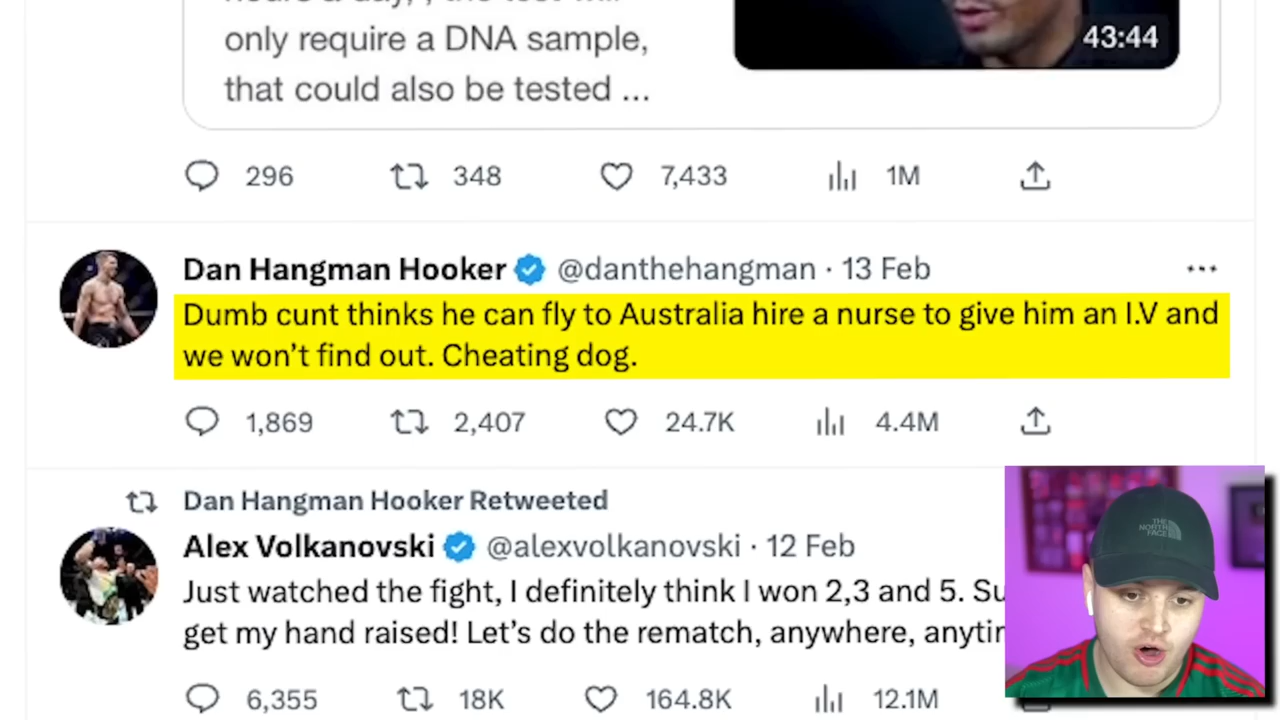 only require a DNA sample,
that could also be tested ...
43:44
296 348 7,433 1M
Dan Hangman Hooker @danthehangman · 13 Feb
Dumb cunt thinks he can fly to Australia hire a nurse to give him an I.V and
we won’t find out. Cheating dog.
1,869 2,407 24.7K 4.4M
Dan Hangman Hooker Retweeted
Alex Volkanovski @alexvolkanovski · 12 Feb
Just watched the fight, I definitely think I won 2,3 and 5.
get my hand raised! Let’s do the rematch, anywhere,
6,355 18K 164.8K 12.1M
THE
NORTH
FACE